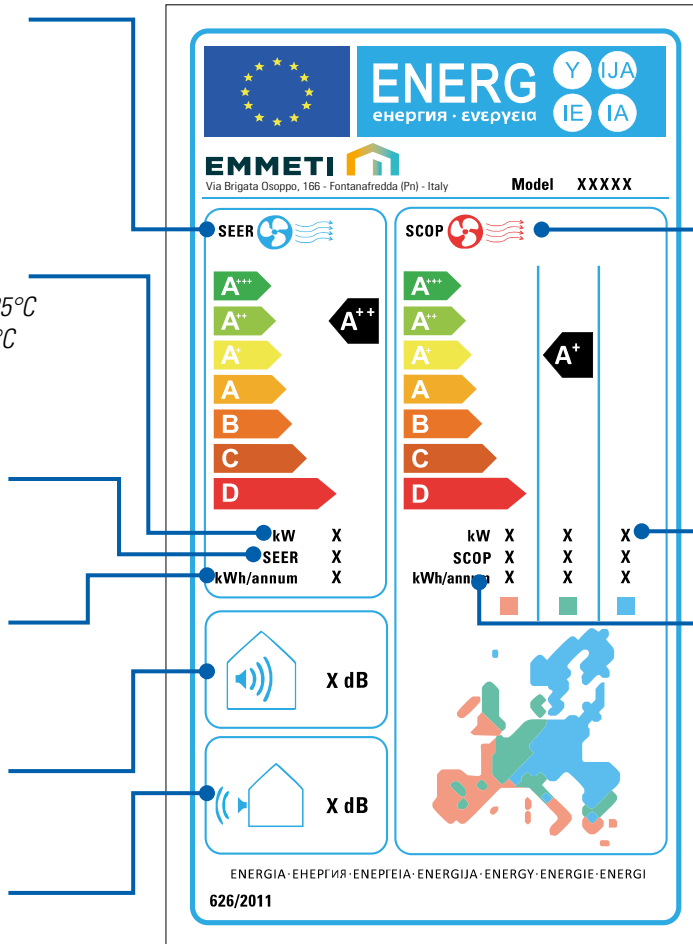 ENERG
енергия · ενεργεια
Y IJA
IE IA
EMMETI
Via Brigata Osoppo, 166 - Fontanafredda (Pn) - Italy
Model XXXXX
SEER
SCOP
5°C
°C
A+++
A++
A+
A
B
C
D
A++
A+++
A++
A+
A
B
C
D
A+
kW X
SEER X
kWh/annum X
kW X X X
SCOP X X X
kWh/annum X X X
X dB
X dB
ENERGIA·ЕНЕРГИЯ·ΕΝΕΡΓΕΙΑ·ENERGIJA·ENERGY·ENERGIE·ENERGI
626/2011